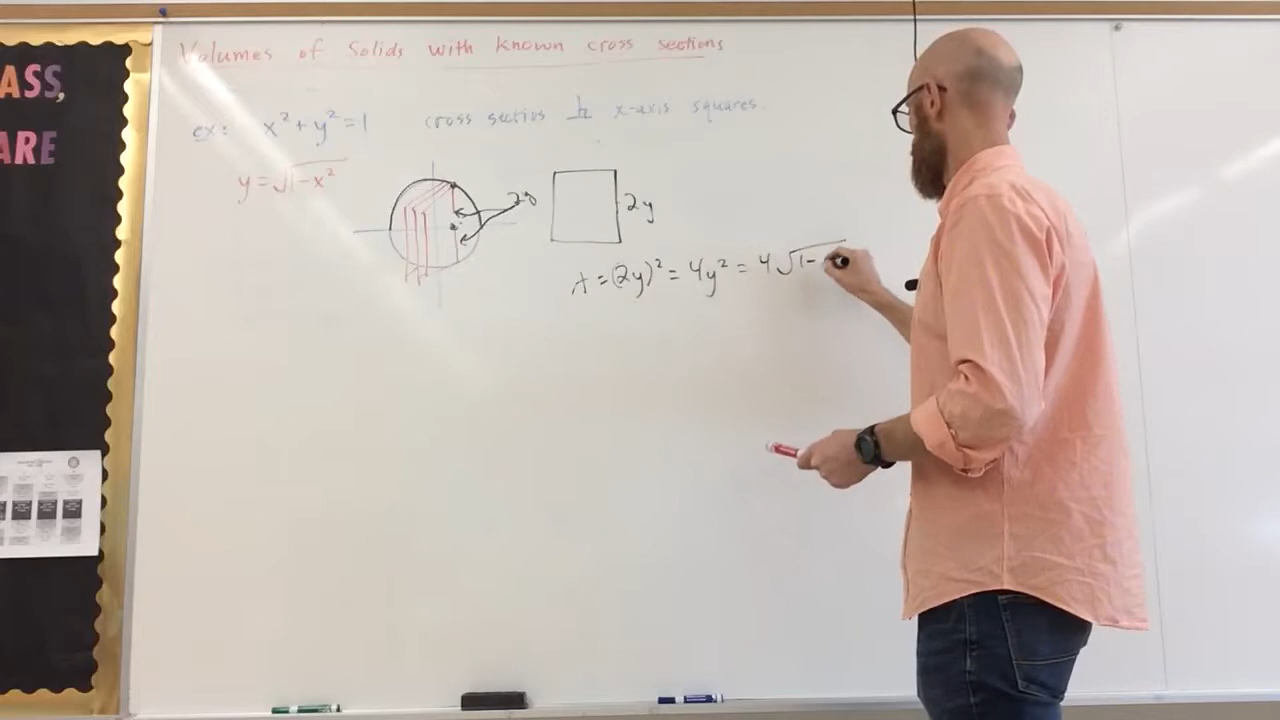 Volumes of Solids with known cross sections
ASS,
ARE
ex: x²+y²=1 cross sections ⊥ x-axis squares
y=√1-x²
2y
2y
A=(2y)²=4y²=4√1-